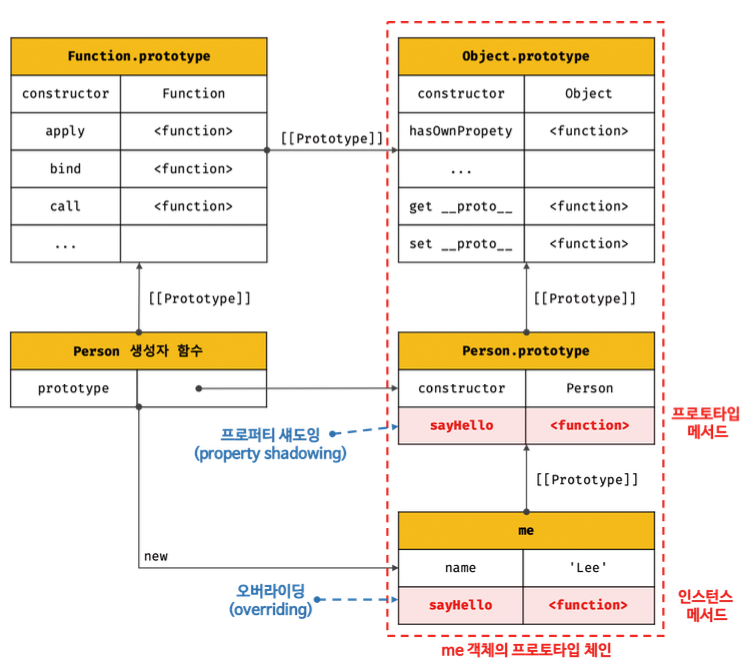 Function.prototype
constructor Function
apply <function>
bind <function>
call <function>
...
[[Prototype]]
Object.prototype
constructor Object
hasOwnPropety <function>
...
get __proto__ <function>
set __proto__ <function>
[[Prototype]]
[[Prototype]]
Person 생성자 함수
prototype
Person.prototype
constructor Person
sayHello <function>
프로토타입
메서드
프로퍼티 섀도잉
(property shadowing)
[[Prototype]]
new
me
name 'Lee'
sayHello <function>
오버라이딩
(overriding)
인스턴스
메서드
me 객체의 프로토타입 체인